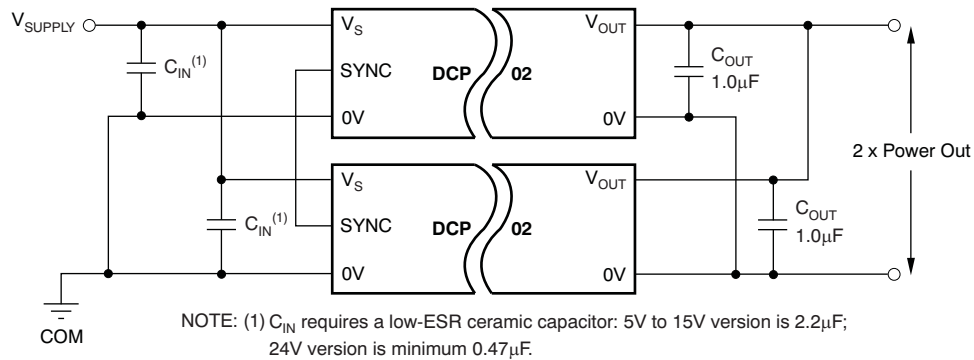 V_SUPPLY
C_IN(1)
V_S
SYNC
0V
DCP 02
V_OUT
0V
C_OUT
1.0µF
2 x Power Out
C_IN(1)
V_S
SYNC
0V
DCP 02
V_OUT
0V
C_OUT
1.0µF
COM
NOTE: (1) C_IN requires a low-ESR ceramic capacitor: 5V to 15V version is 2.2µF;
24V version is minimum 0.47µF.